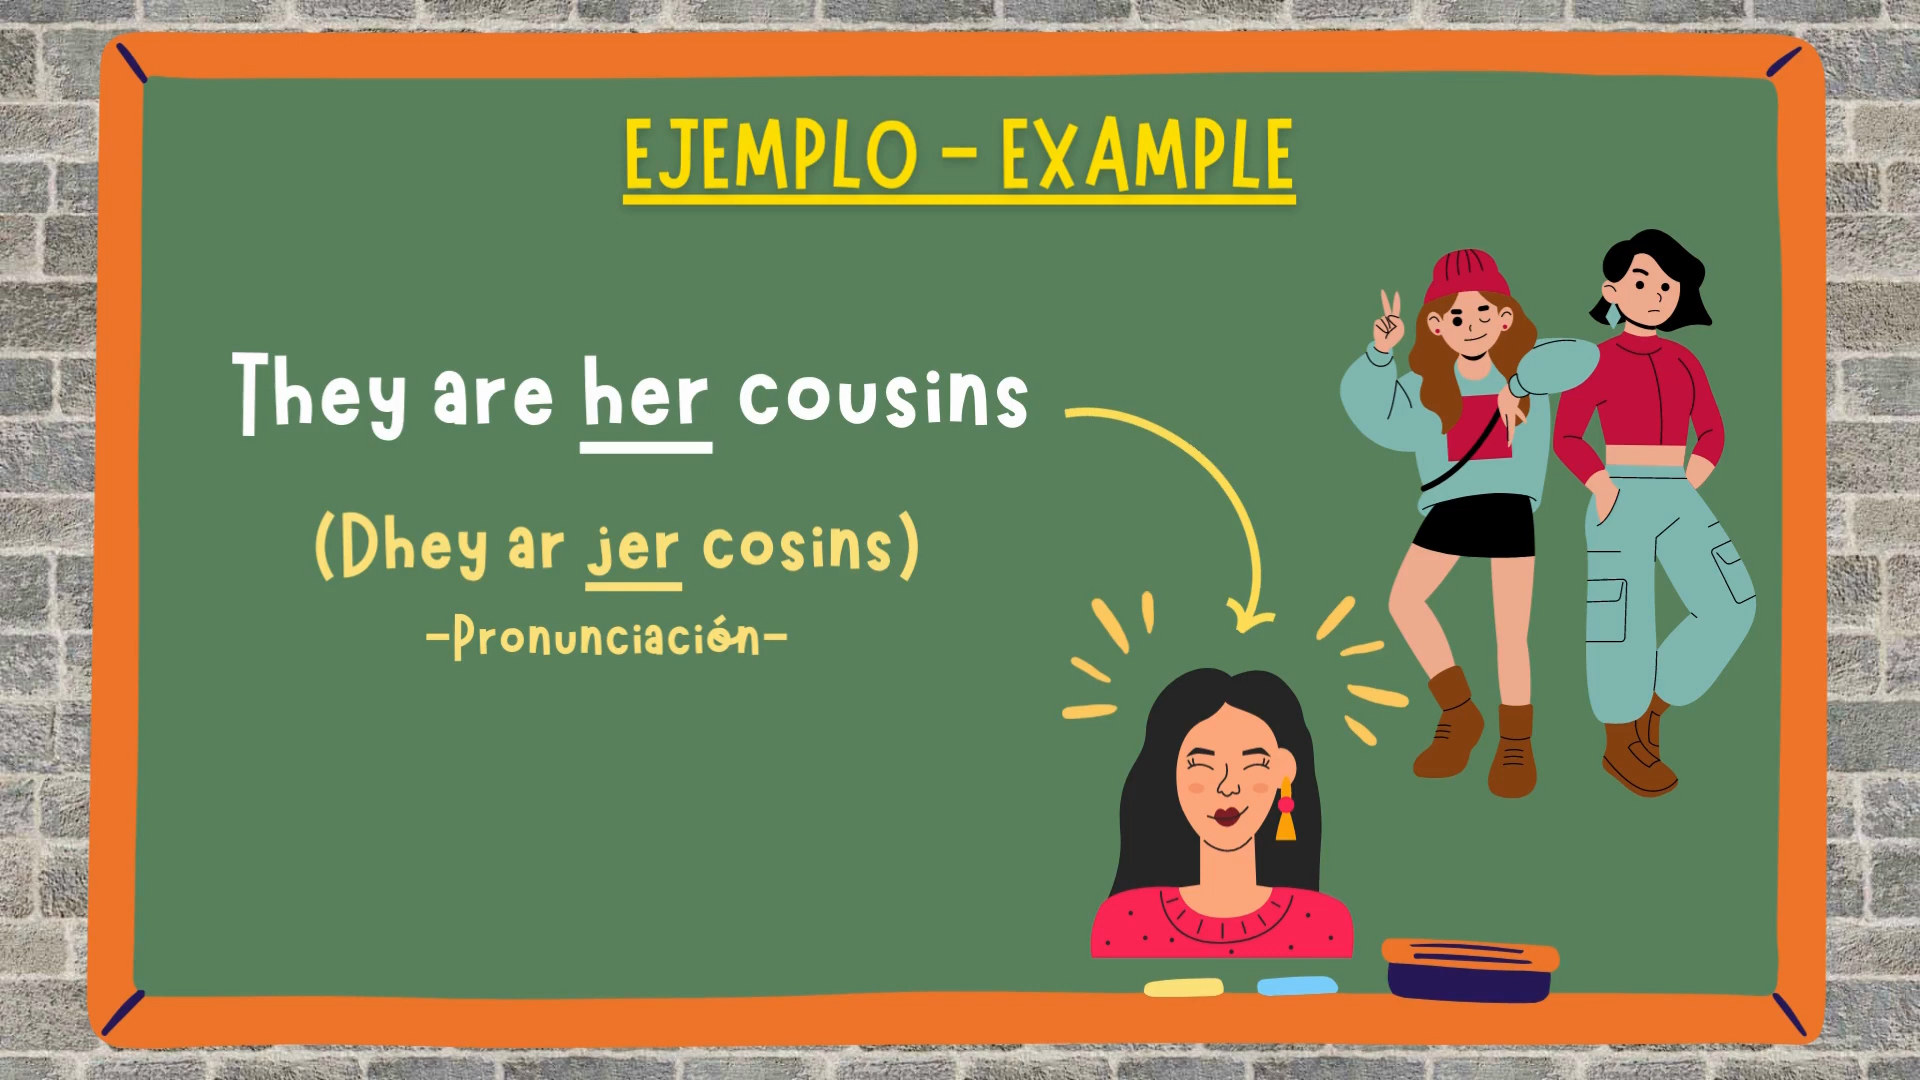 EJEMPLO - EXAMPLE
They are her cousins
(Dhey ar jer cosins)
-Pronunciación-